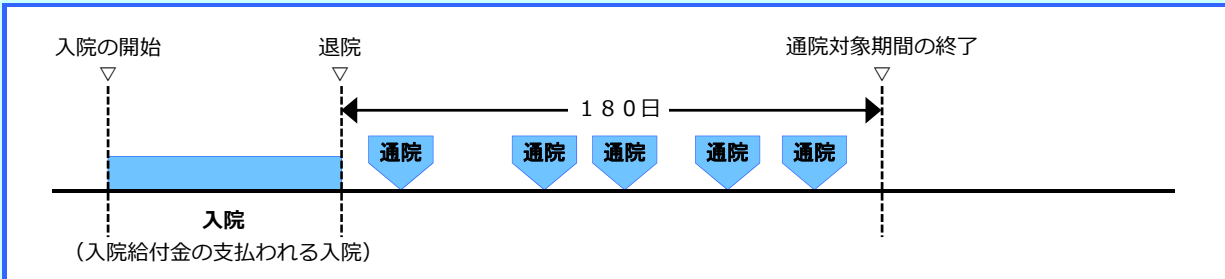 入院の開始
退院
通院対象期間の終了
１８０日
通院 通院 通院 通院 通院
入院
（入院給付金の支払われる入院）